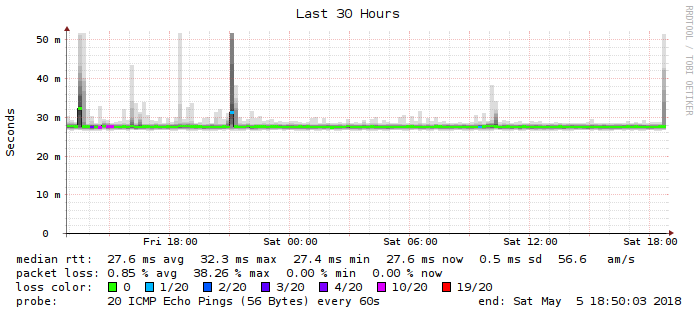 Last 30 Hours
RRDTOOL / TOBI OETIKER
Seconds
50 m
40 m
30 m
20 m
10 m
0
Fri 18:00 Sat 00:00 Sat 06:00 Sat 12:00 Sat 18:00
median rtt: 27.6 ms avg 32.3 ms max 27.4 ms min 27.6 ms now 0.5 ms sd 56.6 am/s
packet loss: 0.85 % avg 38.26 % max 0.00 % min 0.00 % now
loss color: 0 1/20 2/20 3/20 4/20 10/20 19/20
probe: 20 ICMP Echo Pings (56 Bytes) every 60s end: Sat May 5 18:50:03 2018